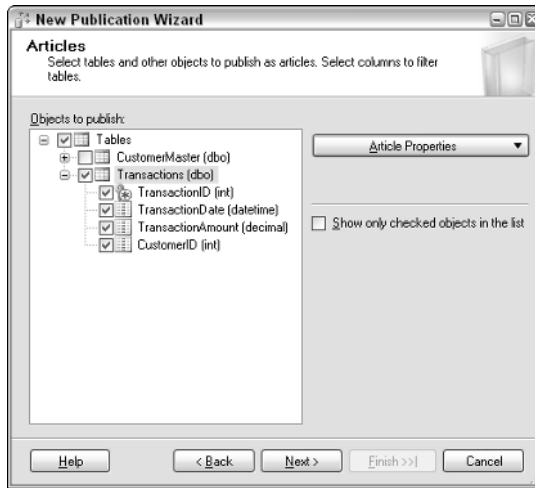 New Publication Wizard
Articles
Select tables and other objects to publish as articles. Select columns to filter
tables.
Objects to publish:
Tables
CustomerMaster (dbo)
Transactions (dbo)
TransactionID (int)
TransactionDate (datetime)
TransactionAmount (decimal)
CustomerID (int)
Article Properties
Show only checked objects in the list
Help
< Back
Next >
Finish >>|
Cancel